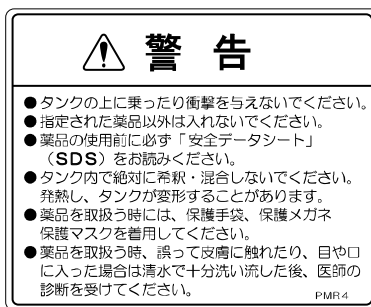 警告
●タンクの上に乗ったり衝撃を与えないでください。
●指定された薬品以外は入れないでください。
●薬品の使用前に必ず「安全データシート」
（SDS）をお読みください。
●タンク内で絶対に希釈・混合しないでください。
発熱し、タンクが変形することがあります。
●薬品を取扱う時には、保護手袋、保護メガネ
保護マスクを着用してください。
●薬品を取扱う時、誤って皮膚に触れたり、目や口
に入った場合は清水で十分洗い流した後、医師の
診断を受けてください。
PMR4